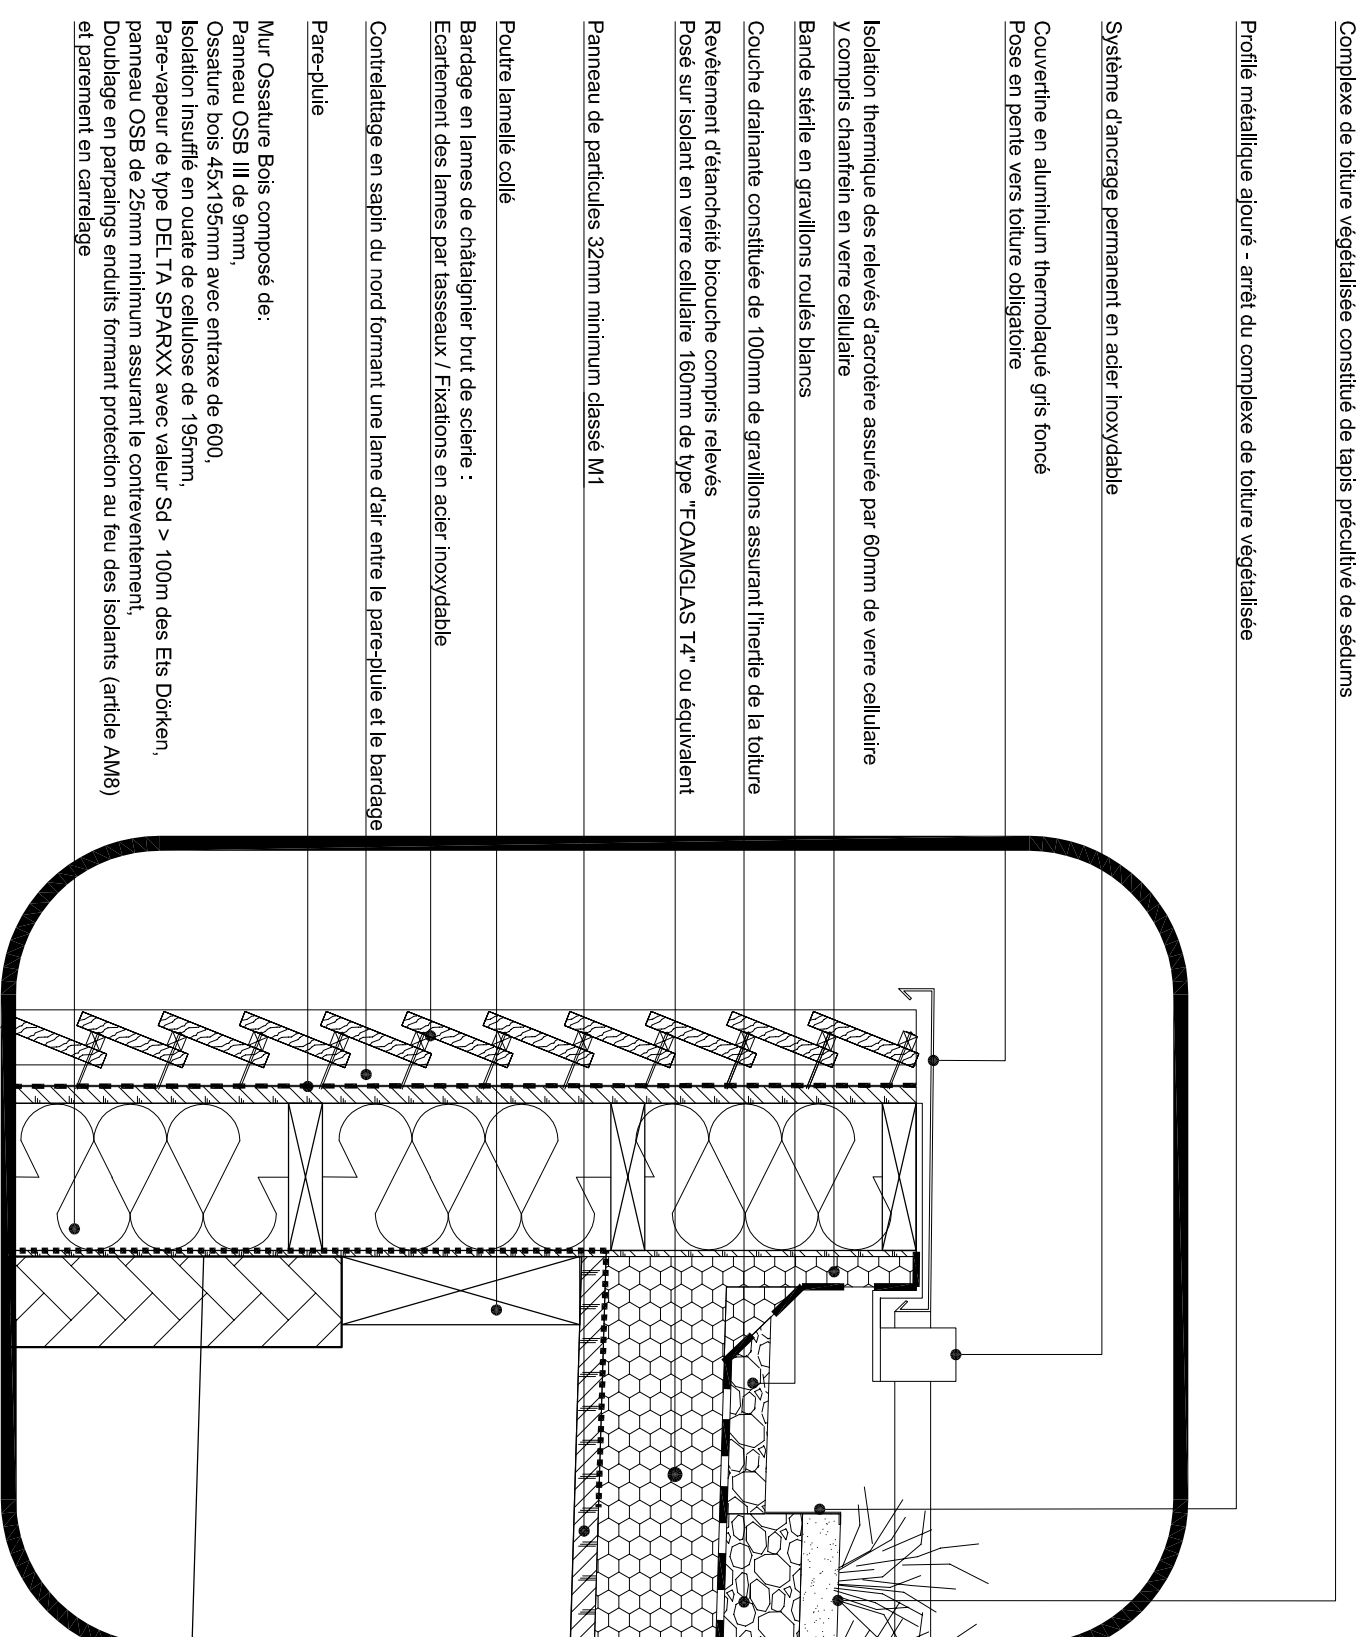 Complexe de toiture végétalisée constitué de tapis précultivé de sédums
Profilé métallique ajouré - arrêt du complexe de toiture végétalisée
Système d'ancrage permanent en acier inoxydable
Couvertine en aluminium thermolaqué gris foncé
Pose en pente vers toiture obligatoire
Isolation thermique des relevés d'acrotère assurée par 60mm de verre cellulaire
y compris chanfrein en verre cellulaire
Bande stérile en gravillons roulés blancs
Couche drainante constituée de 100mm de gravillons assurant l'inertie de la toiture
Revêtement d'étanchéité bicouche compris relevés
Posé sur isolant en verre cellulaire 160mm de type "FOAMGLAS T4" ou équivalent
Panneau de particules 32mm minimum classé M1
Poutre lamellé collé
Bardage en lames de châtaignier brut de scierie :
Ecartement des lames par tasseaux / Fixations en acier inoxydable
Contrelattage en sapin du nord formant une lame d'air entre le pare-pluie et le bardage
Pare-pluie
Mur Ossature Bois composé de:
Panneau OSB III de 9mm,
Ossature bois 45x195mm avec entraxe de 600,
Isolation insufflé en ouate de cellulose de 195mm,
Pare-vapeur de type DELTA SPARXX avec valeur Sd > 100m des Ets Dörken,
panneau OSB de 25mm minimum assurant le contreventement,
Doublage en parpaings enduits formant protection au feu des isolants (article AM8)
et parement en carrelage